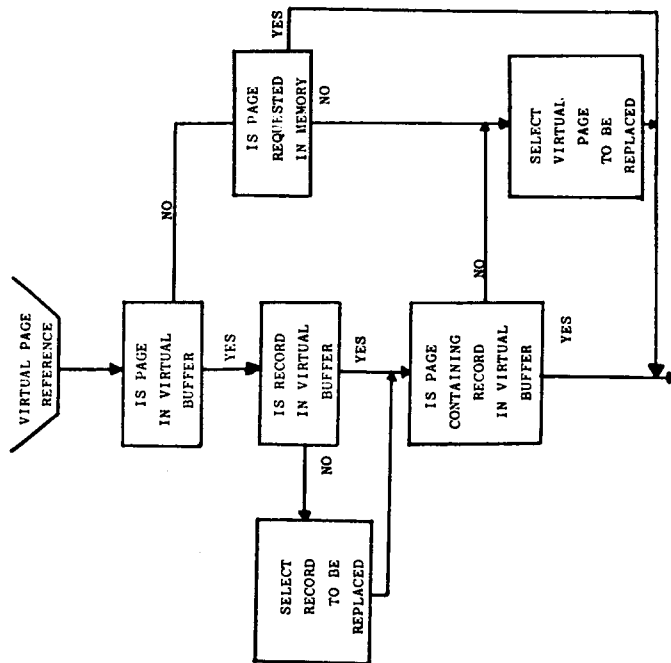 VIRTUAL PAGE
REFERENCE
IS PAGE
IN VIRTUAL
BUFFER
NO
YES
IS PAGE
REQUESTED
IN MEMORY
YES
NO
IS RECORD
IN VIRTUAL
BUFFER
NO
YES
SELECT
RECORD
TO BE
REPLACED
IS PAGE
CONTAINING
RECORD
IN VIRTUAL
BUFFER
NO
YES
SELECT
VIRTUAL
PAGE
TO BE
REPLACED